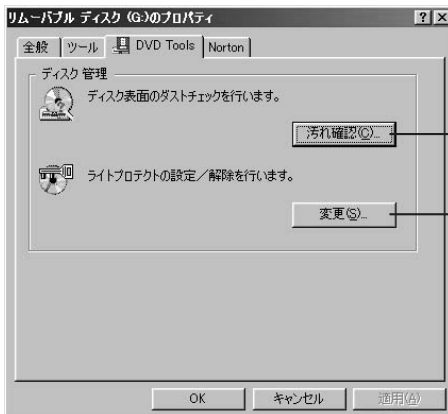 リムーバブル ディスク (G:)のプロパティ
全般
ツール
DVD Tools
Norton
ディスク管理
ディスク表面のダストチェックを行います。
汚れ確認(C)...
ライトプロテクトの設定/解除を行います。
変更(S)...
OK
キャンセル
適用(A)